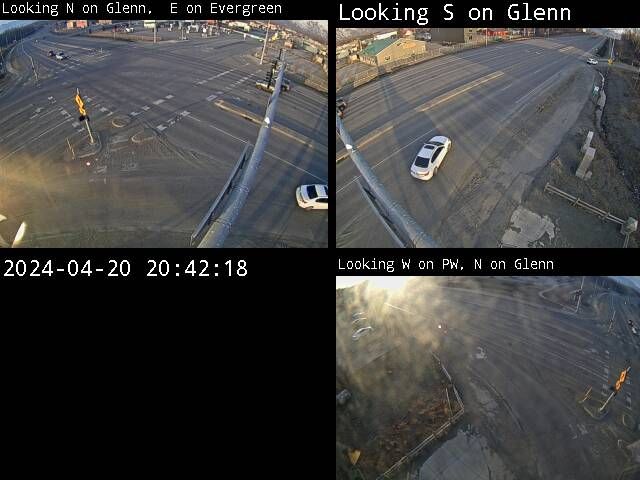 Looking N on Glenn,  E on Evergreen
Looking S on Glenn
2024-04-20 20:42:18
Looking W on PW, N on Glenn